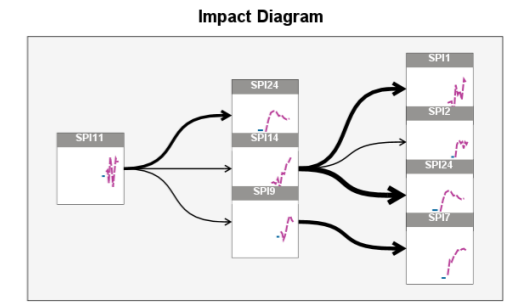 Impact Diagram
SPI11
SPI24
SPI14
SPI9
SPI1
SPI2
SPI24
SPI7